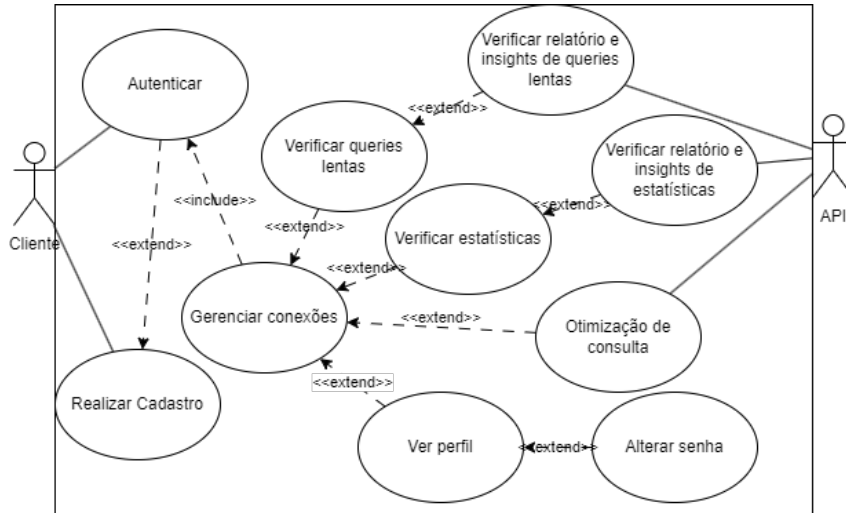 Verificar relatório e
insights de queries
lentas
Autenticar
<<extend>>
Verificar queries
lentas
Verificar relatório e
insights de
estatísticas
<<include>>
<<extend>>
<<extend>>
API
Cliente
<<extend>>
Verificar estatísticas
<<extend>>
Gerenciar conexões
<<extend>>
Otimização de
consulta
<<extend>>
Realizar Cadastro
Ver perfil
<<extend>>
Alterar senha